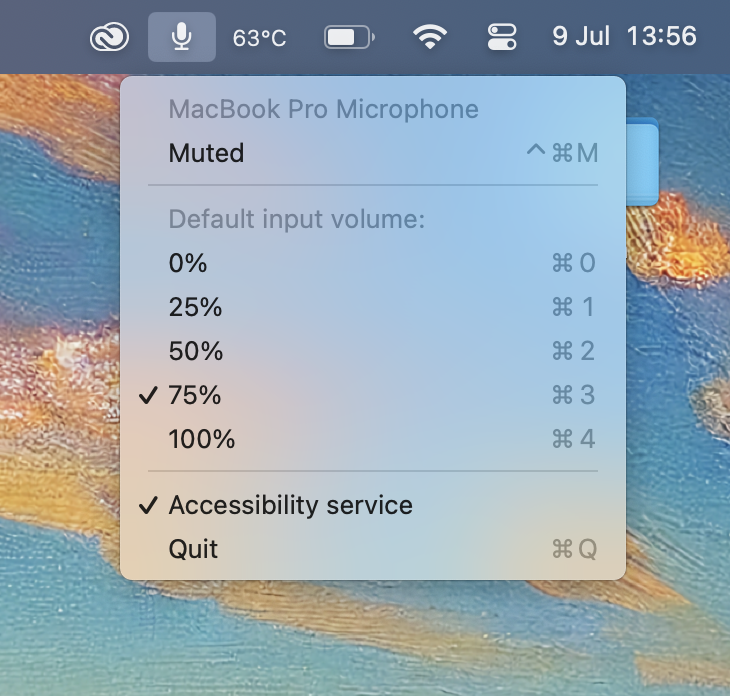 63°C 9 Jul 13:56
MacBook Pro Microphone
Muted ^⌘M
Default input volume:
0% ⌘0
25% ⌘1
50% ⌘2
✓ 75% ⌘3
100% ⌘4
✓ Accessibility service
Quit ⌘Q